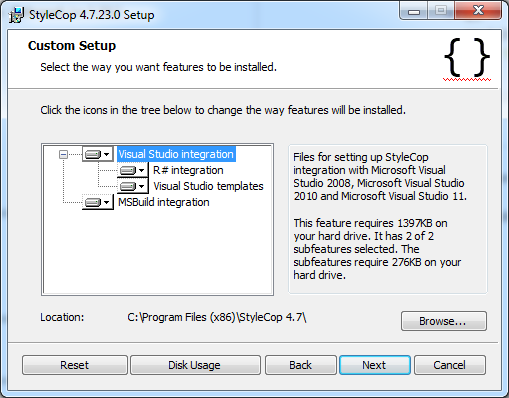 StyleCop 4.7.23.0 Setup
Custom Setup
Select the way you want features to be installed.
{ }
Click the icons in the tree below to change the way features will be installed.
Visual Studio integration
R# integration
Visual Studio templates
MSBuild integration
Files for setting up StyleCop
integration with Microsoft Visual
Studio 2008, Microsoft Visual Studio
2010 and Microsoft Visual Studio 11.
This feature requires 1397KB on
your hard drive. It has 2 of 2
subfeatures selected. The
subfeatures require 276KB on your
hard drive.
Location: C:\Program Files (x86)\StyleCop 4.7\
Browse...
Reset Disk Usage Back Next Cancel